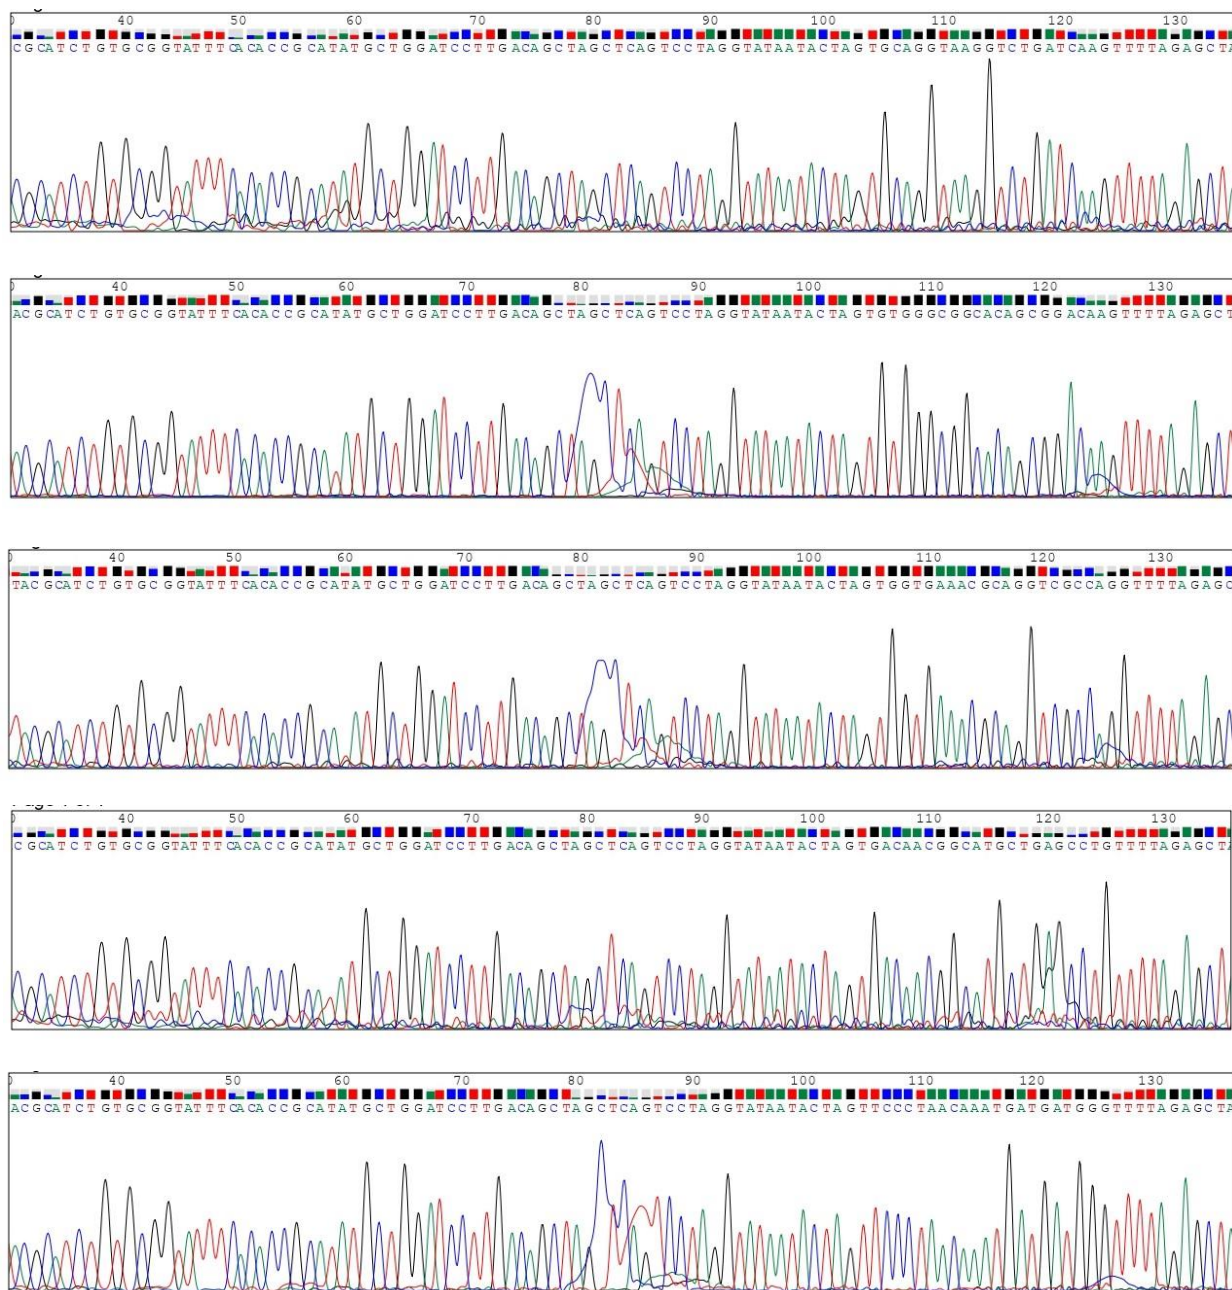 40 50 60 70 80 90 100 110 120 130
CGCATCTGTGCGGTATTTCACACCGCATATGCTGGATCCTTGACAGCTAGCTCAGTCCTAGGTATAATACTAGTGCAGGTAAGGTCTGATCAAGTTTTAGAGCTA
40 50 60 70 80 90 100 110 120 130
ACGCATCTGTGCGGTATTTCACACCGCATATGCTGGATCCTTGACAGCTAGCTCAGTCCTAGGTATAATACTAGTGTGGGCGGCACAGCGGACAAGTTTTAGAGCT
40 50 60 70 80 90 100 110 120 130
TACGCATCTGTGCGGTATTTCACACCGCATATGCTGGATCCTTGACAGCTAGCTCAGTCCTAGGTATAATACTAGTGGTGAAACGCAGGTCGCCAGGTTTTAGAGC
40 50 60 70 80 90 100 110 120 130
CGCATCTGTGCGGTATTTCACACCGCATATGCTGGATCCTTGACAGCTAGCTCAGTCCTAGGTATAATACTAGTGACAACGGCATGCTGAGCCTGTTTTAGAGCTA
40 50 60 70 80 90 100 110 120 130
ACGCATCTGTGCGGTATTTCACACCGCATATGCTGGATCCTTGACAGCTAGCTCAGTCCTAGGTATAATACTAGTTCCCTAACAAATGATGATGGGTTTTAGAGCTA